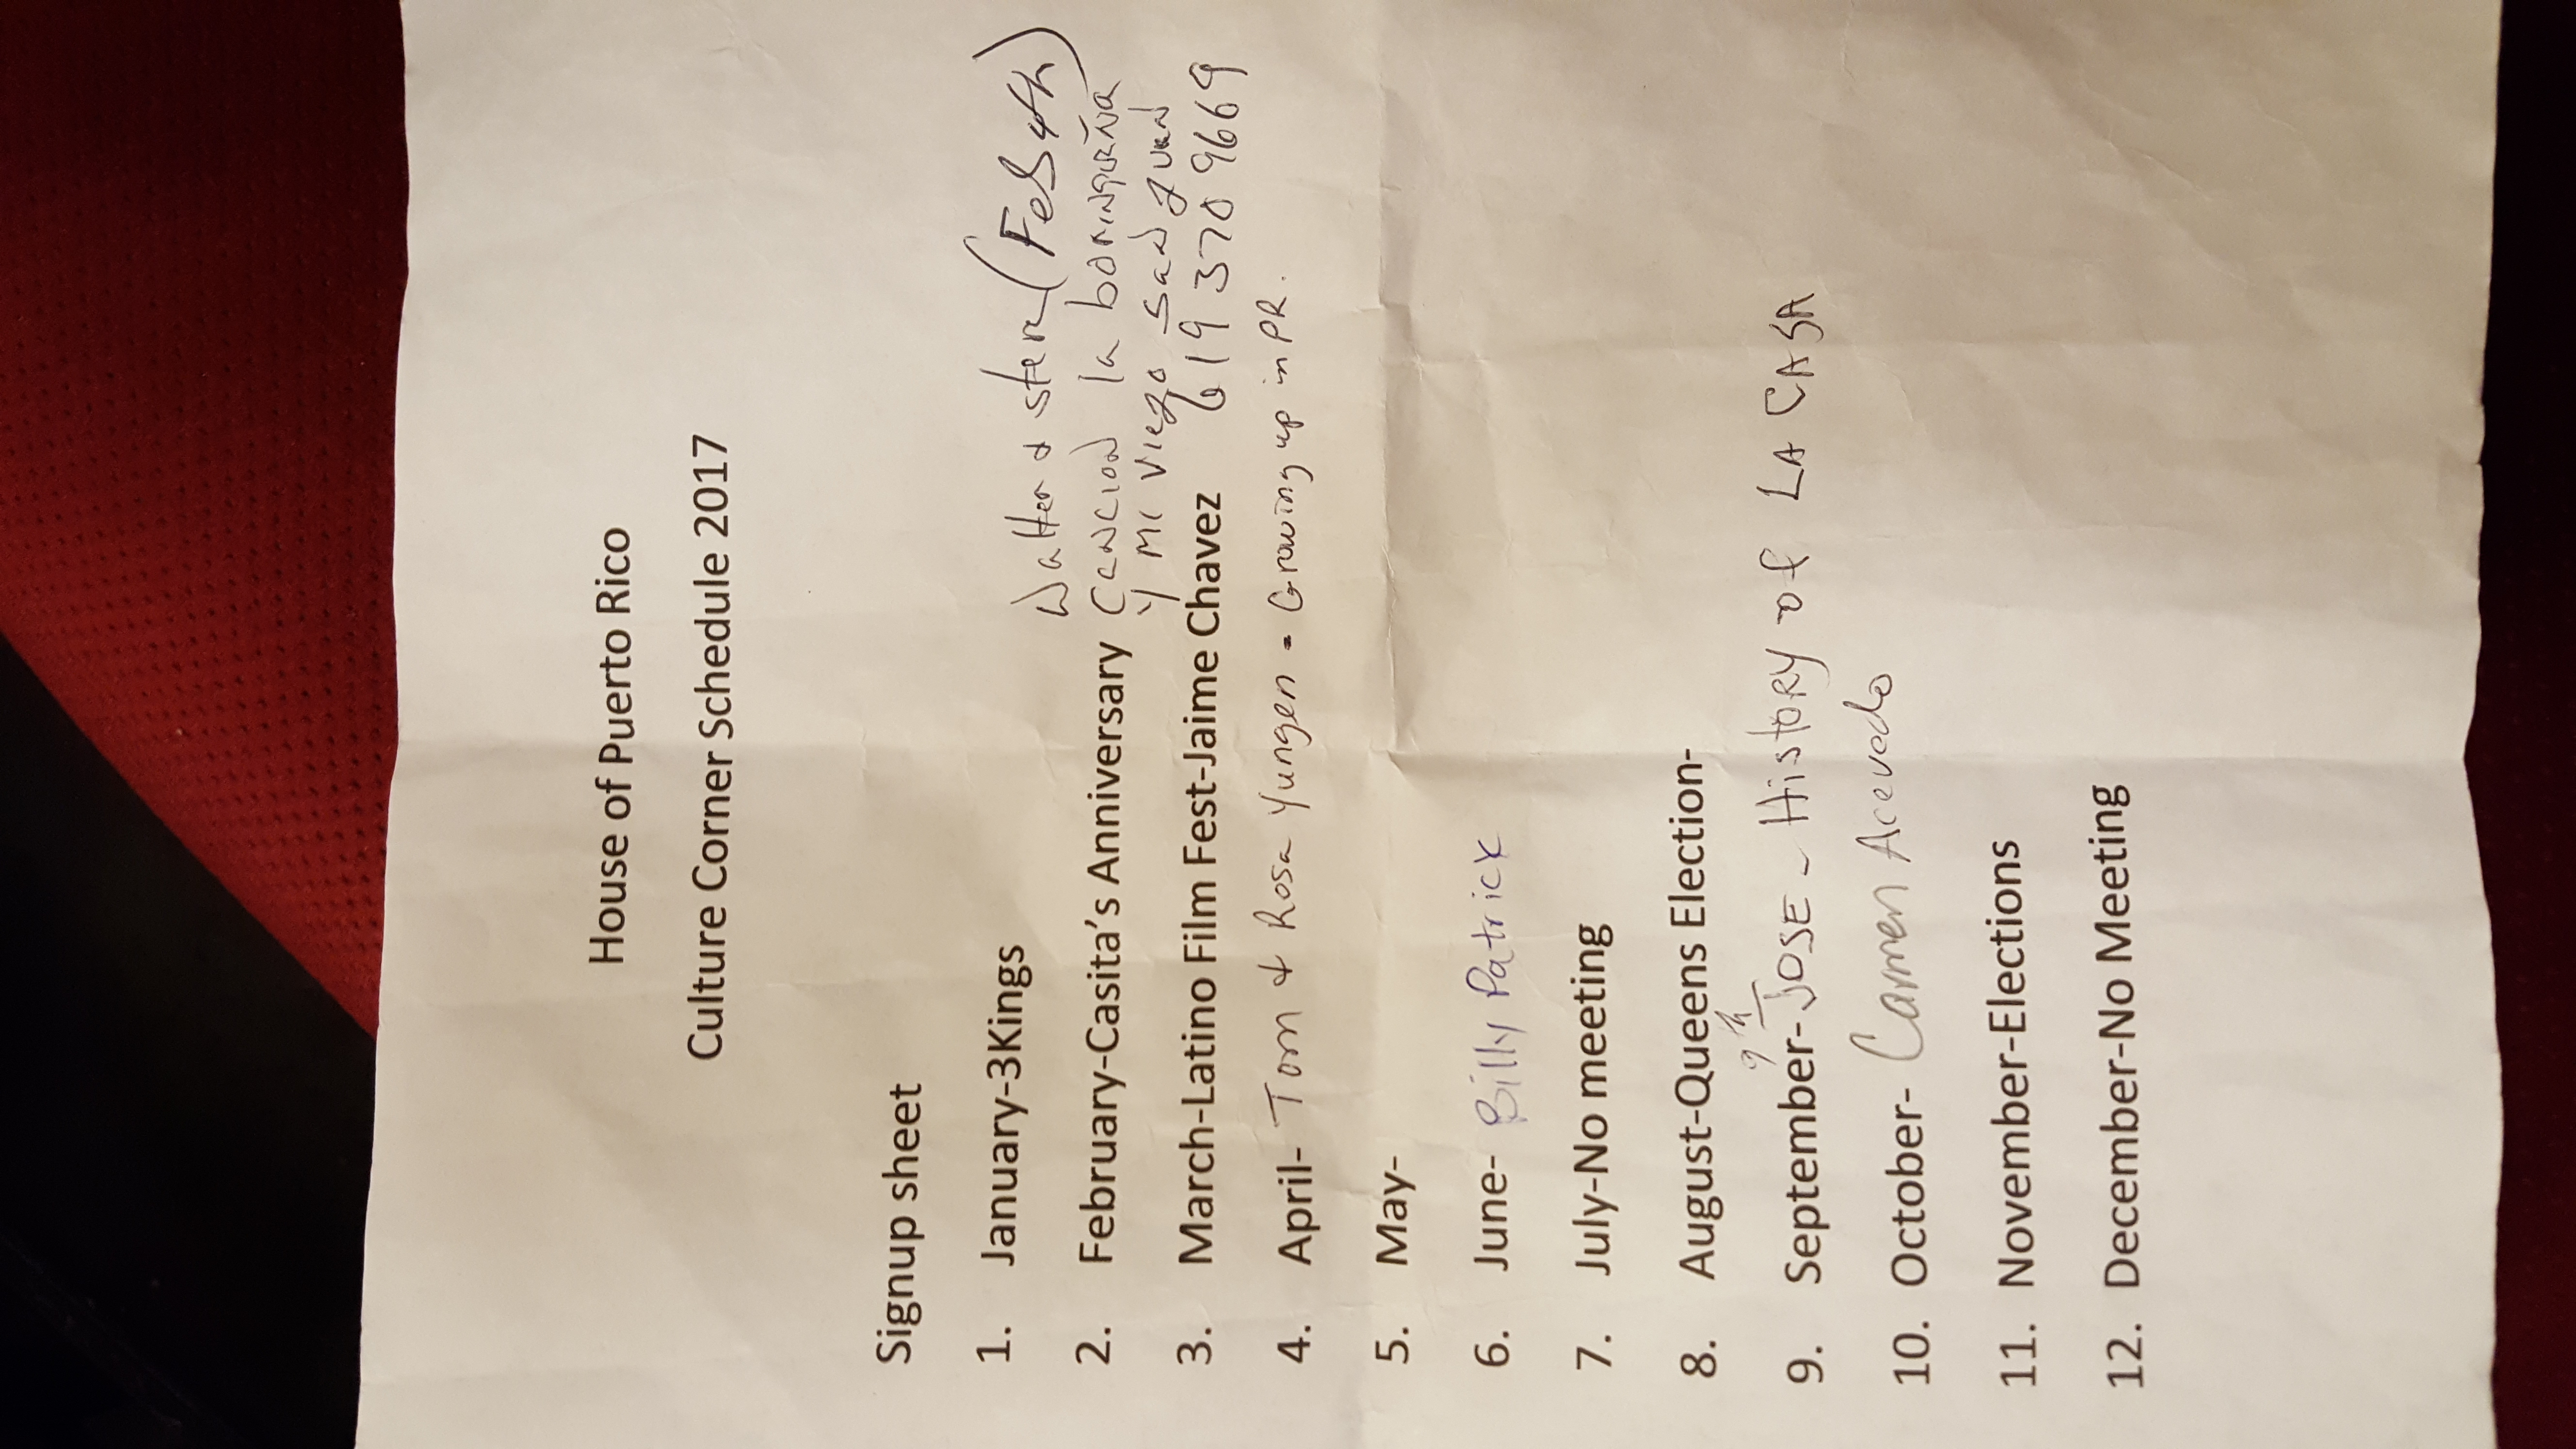 House of Puerto Rico
Culture Corner Schedule 2017
Signup sheet
1. January-3Kings
Walter & Steve (Feb 4th)
2. February-Casita's Anniversary CANCION la borinqueña
Y MI Viejo SAN JUAN
3. March-Latino Film Fest-Jaime Chavez 619 370 9669
4. April- Tom & Rosa Yungen - Growing up in PR.
5. May-
6. June- Billy Patrick
7. July-No meeting
8. August-Queens Election-
9th
9. September- JOSE - HistORY of LA CASA
10. October- Carmen Acevedo
11. November-Elections
12. December-No Meeting